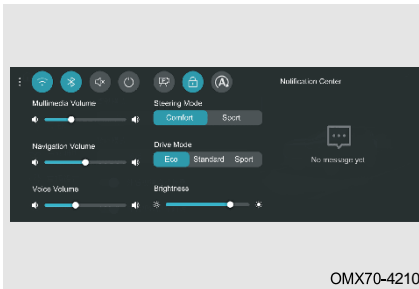 Notification Center
Multimedia Volume
Steering Mode
Comfort Sport
Navigation Volume
Drive Mode
Eco Standard Sport
No message yet
Voice Volume
Brightness
OMX70-4210